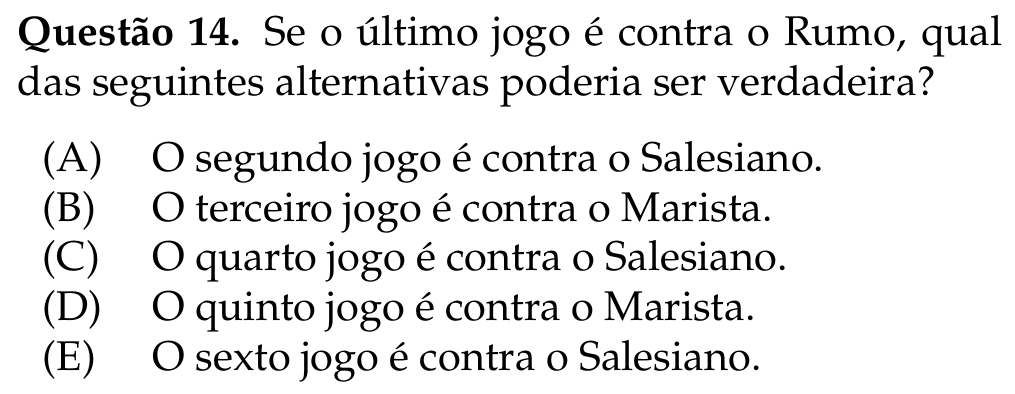 Questão 14. Se o último jogo é contra o Rumo, qual
das seguintes alternativas poderia ser verdadeira?
(A) O segundo jogo é contra o Salesiano.
(B) O terceiro jogo é contra o Marista.
(C) O quarto jogo é contra o Salesiano.
(D) O quinto jogo é contra o Marista.
(E) O sexto jogo é contra o Salesiano.